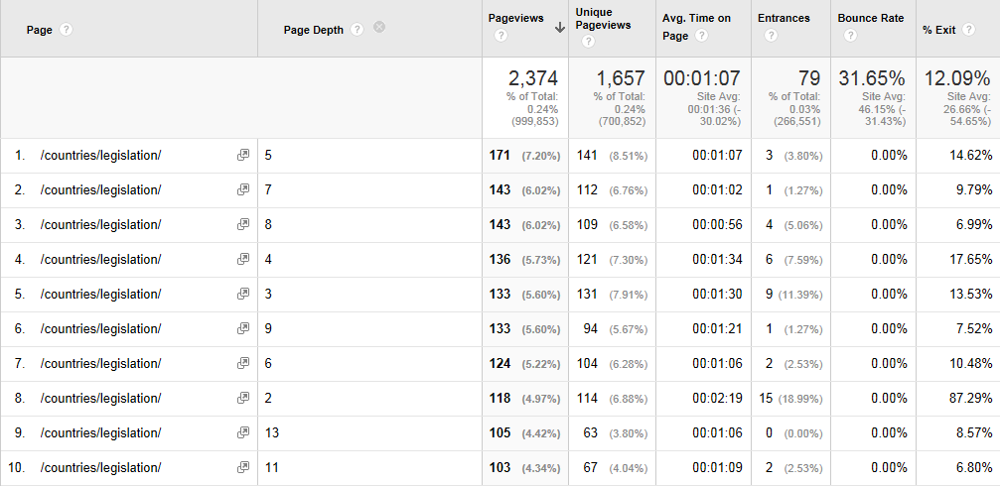 Page ? Page Depth ? Pageviews ? Unique Pageviews ? Avg. Time on Page ? Entrances ? Bounce Rate ? % Exit ?
2,374 1,657 00:01:07 79 31.65% 12.09%
% of Total: % of Total: Site Avg: % of Total: Site Avg: Site Avg:
0.24% 0.24% 00:01:36 (- 0.03% 46.15% (- 26.66% (-
(999,853) (700,852) 30.02%) (266,551) 31.43%) 54.65%)
1. /countries/legislation/ 5 171 (7.20%) 141 (8.51%) 00:01:07 3 (3.80%) 0.00% 14.62%
2. /countries/legislation/ 7 143 (6.02%) 112 (6.76%) 00:01:02 1 (1.27%) 0.00% 9.79%
3. /countries/legislation/ 8 143 (6.02%) 109 (6.58%) 00:00:56 4 (5.06%) 0.00% 6.99%
4. /countries/legislation/ 4 136 (5.73%) 121 (7.30%) 00:01:34 6 (7.59%) 0.00% 17.65%
5. /countries/legislation/ 3 133 (5.60%) 131 (7.91%) 00:01:30 9 (11.39%) 0.00% 13.53%
6. /countries/legislation/ 9 133 (5.60%) 94 (5.67%) 00:01:21 1 (1.27%) 0.00% 7.52%
7. /countries/legislation/ 6 124 (5.22%) 104 (6.28%) 00:01:06 2 (2.53%) 0.00% 10.48%
8. /countries/legislation/ 2 118 (4.97%) 114 (6.88%) 00:02:19 15 (18.99%) 0.00% 87.29%
9. /countries/legislation/ 13 105 (4.42%) 63 (3.80%) 00:01:06 0 (0.00%) 0.00% 8.57%
10. /countries/legislation/ 11 103 (4.34%) 67 (4.04%) 00:01:09 2 (2.53%) 0.00% 6.80%